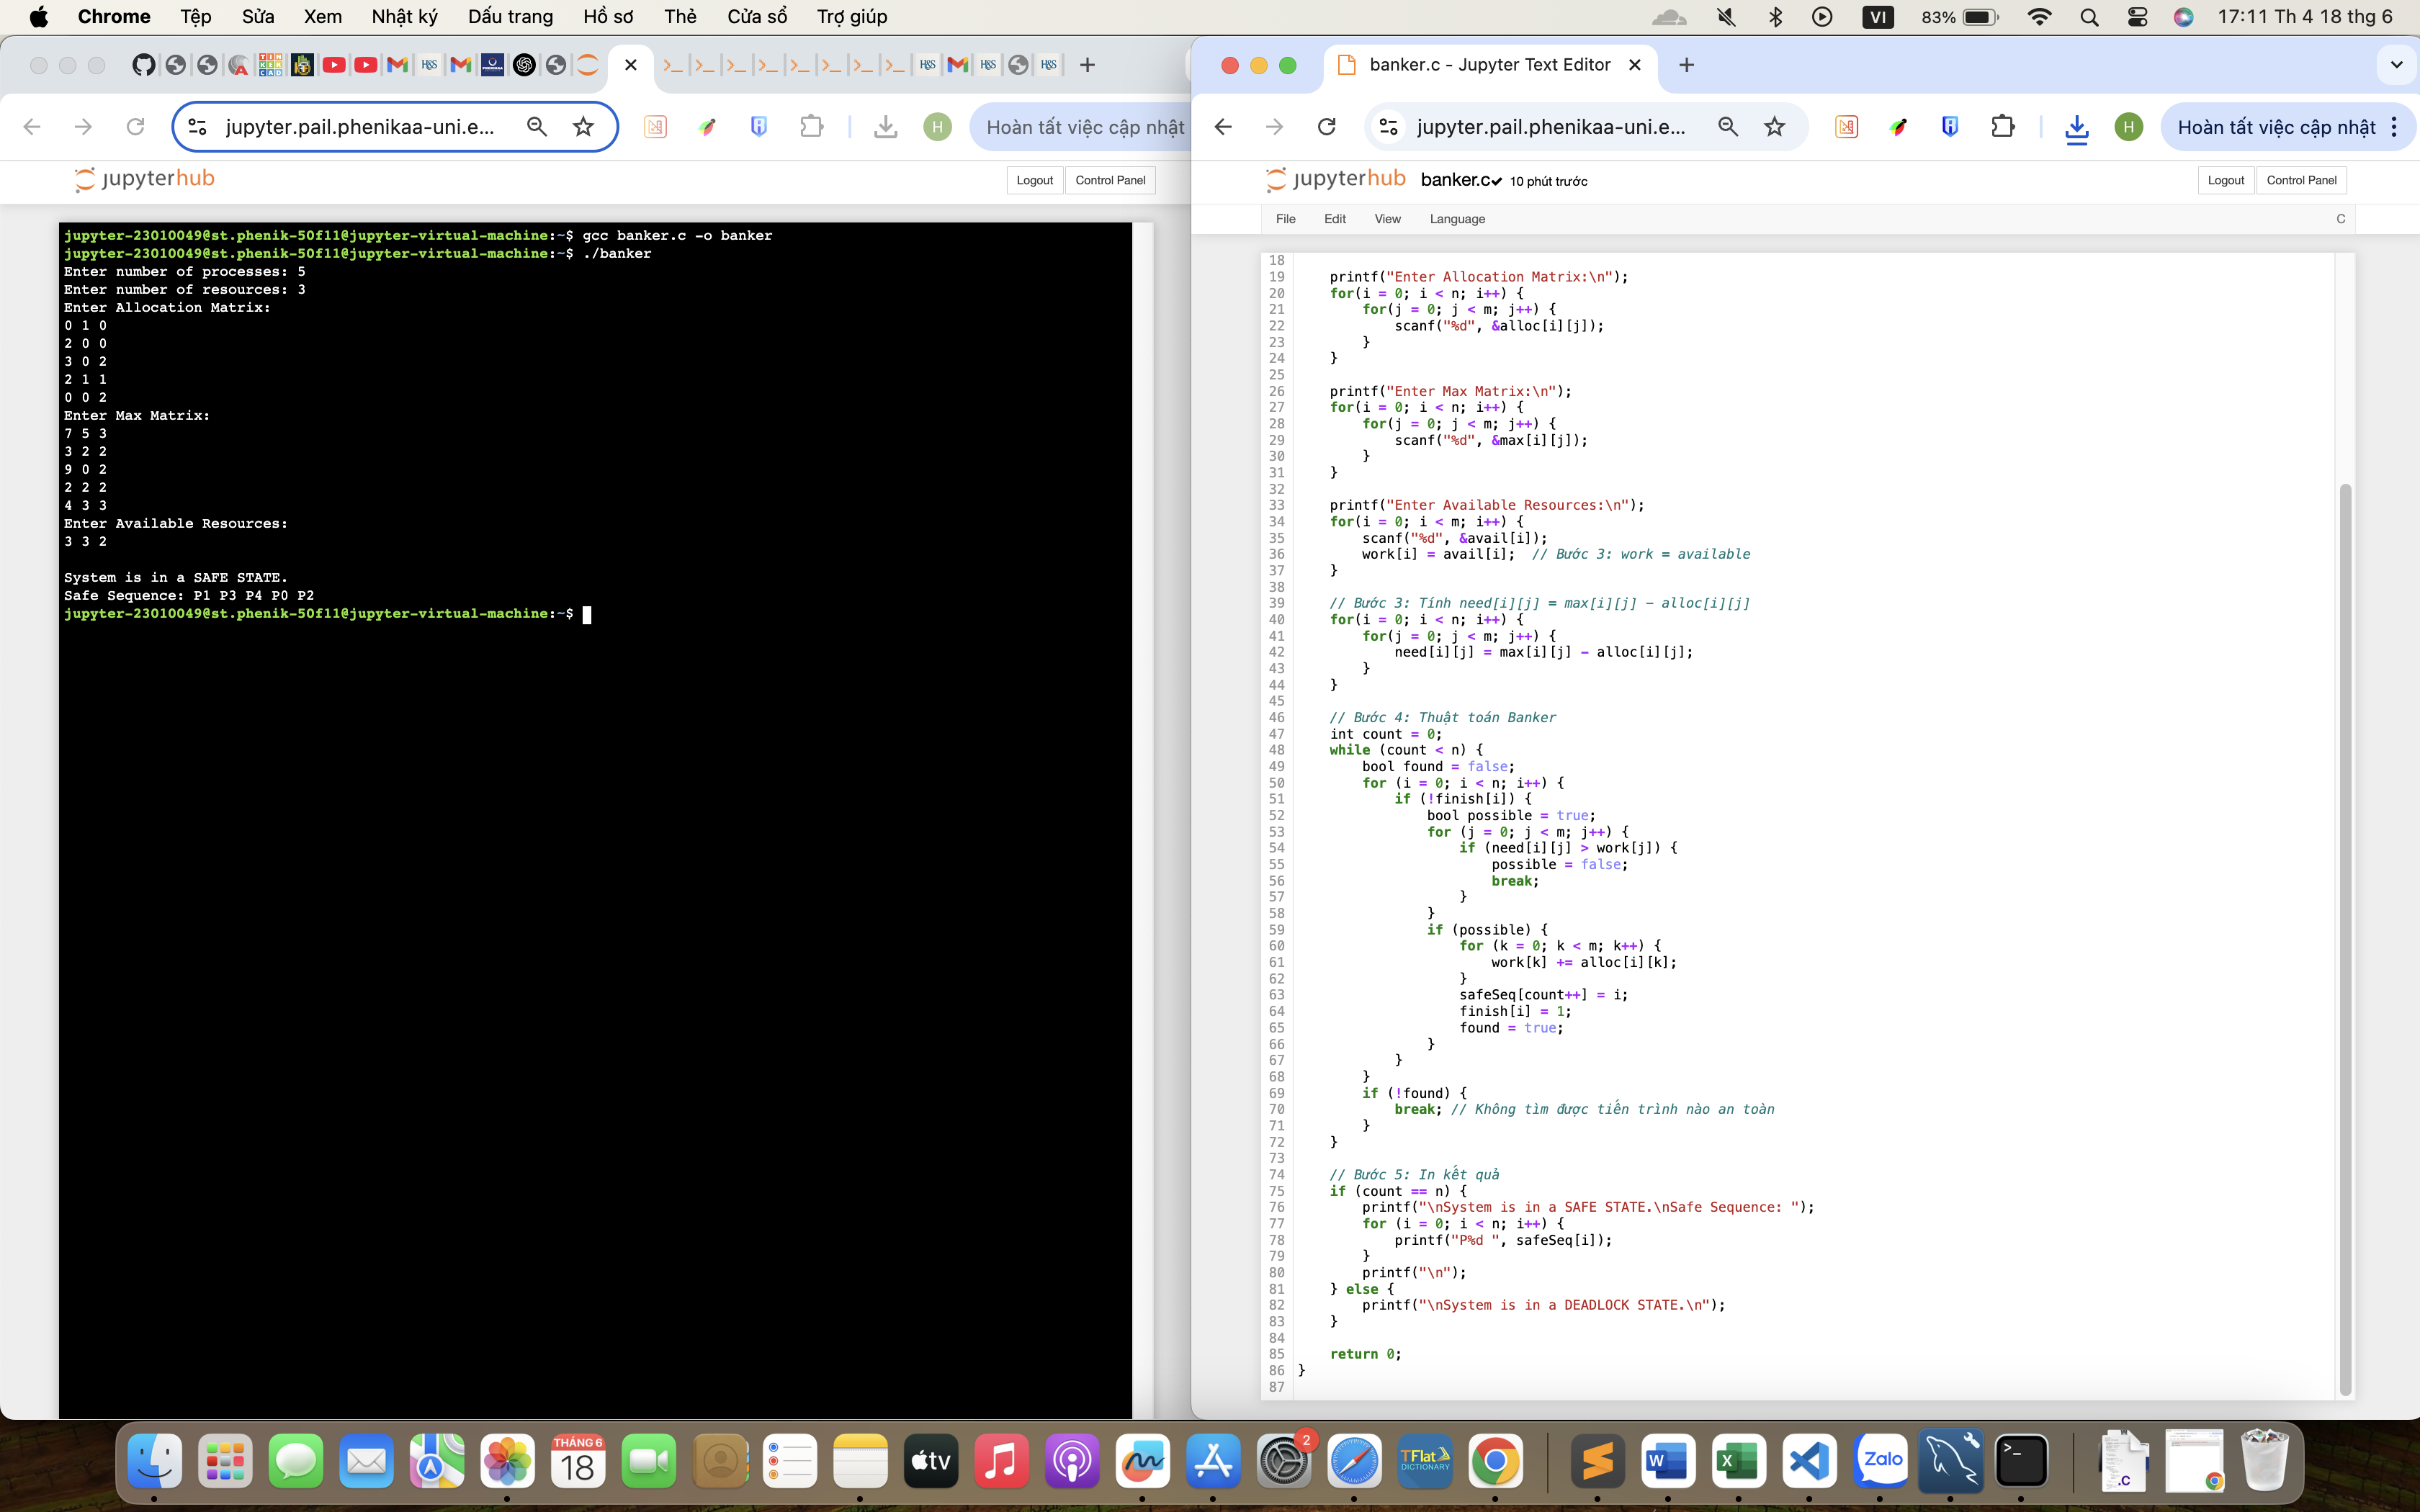 Chrome Tệp Sửa Xem Nhật ký Dấu trang Hồ sơ Thẻ Cửa sổ Trợ giúp VI 83% 17:11 Th 4 18 thg 6
banker.c - Jupyter Text Editor
jupyter.pail.phenikaa-uni.e... H Hoàn tất việc cập nhật
jupyter.pail.phenikaa-uni.e... H Hoàn tất việc cập nhật
jupyterhub Logout Control Panel
jupyter-23010049@st.phenik-50f11@jupyter-virtual-machine:~$ gcc banker.c -o banker
jupyter-23010049@st.phenik-50f11@jupyter-virtual-machine:~$ ./banker
Enter number of processes: 5
Enter number of resources: 3
Enter Allocation Matrix:
0 1 0
2 0 0
3 0 2
2 1 1
0 0 2
Enter Max Matrix:
7 5 3
3 2 2
9 0 2
2 2 2
4 3 3
Enter Available Resources:
3 3 2
System is in a SAFE STATE.
Safe Sequence: P1 P3 P4 P0 P2
jupyter-23010049@st.phenik-50f11@jupyter-virtual-machine:~$
jupyterhub banker.c 10 phút trước Logout Control Panel
File Edit View Language C
18
19 printf("Enter Allocation Matrix:\n");
20 for(i = 0; i < n; i++) {
21 for(j = 0; j < m; j++) {
22 scanf("%d", &alloc[i][j]);
23 }
24 }
25
26 printf("Enter Max Matrix:\n");
27 for(i = 0; i < n; i++) {
28 for(j = 0; j < m; j++) {
29 scanf("%d", &max[i][j]);
30 }
31 }
32
33 printf("Enter Available Resources:\n");
34 for(i = 0; i < m; i++) {
35 scanf("%d", &avail[i]);
36 work[i] = avail[i]; // Bước 3: work = available
37 }
38
39 // Bước 3: Tính need[i][j] = max[i][j] - alloc[i][j]
40 for(i = 0; i < n; i++) {
41 for(j = 0; j < m; j++) {
42 need[i][j] = max[i][j] - alloc[i][j];
43 }
44 }
45
46 // Bước 4: Thuật toán Banker
47 int count = 0;
48 while (count < n) {
49 bool found = false;
50 for (i = 0; i < n; i++) {
51 if (!finish[i]) {
52 bool possible = true;
53 for (j = 0; j < m; j++) {
54 if (need[i][j] > work[j]) {
55 possible = false;
56 break;
57 }
58 }
59 if (possible) {
60 for (k = 0; k < m; k++) {
61 work[k] += alloc[i][k];
62 }
63 safeSeq[count++] = i;
64 finish[i] = 1;
65 found = true;
66 }
67 }
68 }
69 if (!found) {
70 break; // Không tìm được tiến trình nào an toàn
71 }
72 }
73
74 // Bước 5: In kết quả
75 if (count == n) {
76 printf("\nSystem is in a SAFE STATE.\nSafe Sequence: ");
77 for (i = 0; i < n; i++) {
78 printf("P%d ", safeSeq[i]);
79 }
80 printf("\n");
81 } else {
82 printf("\nSystem is in a DEADLOCK STATE.\n");
83 }
84
85 return 0;
86 }
87
THÁNG 6
18
tv
2
TFlat
DICTIONARY
W
X
Zalo
>_
.C